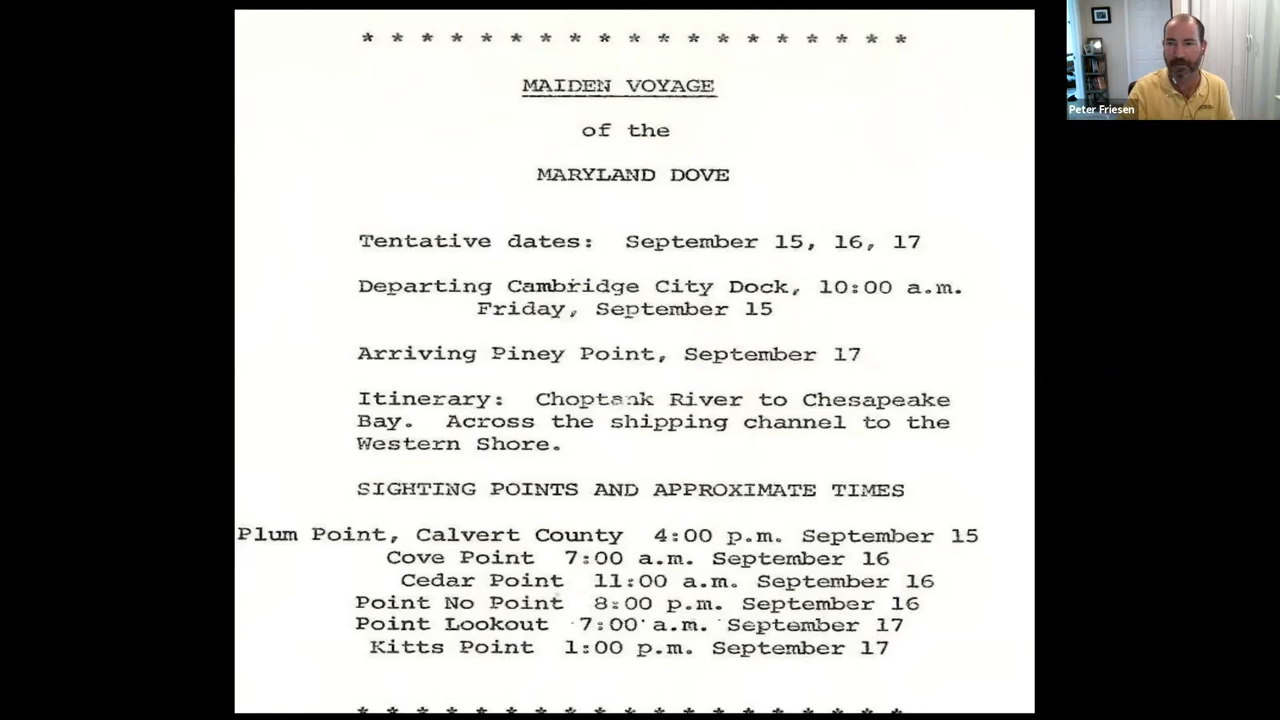 * * * * * * * * * * * * * * * * * * *
MAIDEN VOYAGE
of the
MARYLAND DOVE
Tentative dates: September 15, 16, 17
Departing Cambridge City Dock, 10:00 a.m.
Friday, September 15
Arriving Piney Point, September 17
Itinerary: Choptank River to Chesapeake
Bay. Across the shipping channel to the
Western Shore.
SIGHTING POINTS AND APPROXIMATE TIMES
Plum Point, Calvert County 4:00 p.m. September 15
Cove Point 7:00 a.m. September 16
Cedar Point 11:00 a.m. September 16
Point No Point 8:00 p.m. September 16
Point Lookout 7:00 a.m. September 17
Kitts Point 1:00 p.m. September 17
* * * * * * * * * * * * * * * * * * *
Peter Friesen